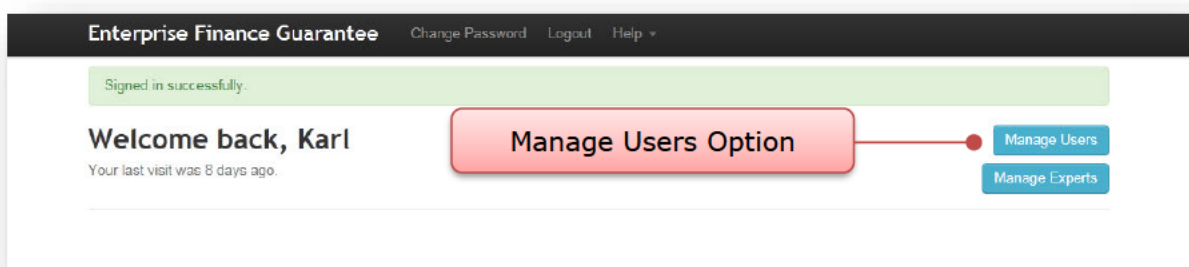 Enterprise Finance Guarantee Change Password Logout Help
Signed in successfully.
Welcome back, Karl
Manage Users Option
Manage Users
Your last visit was 8 days ago.
Manage Experts